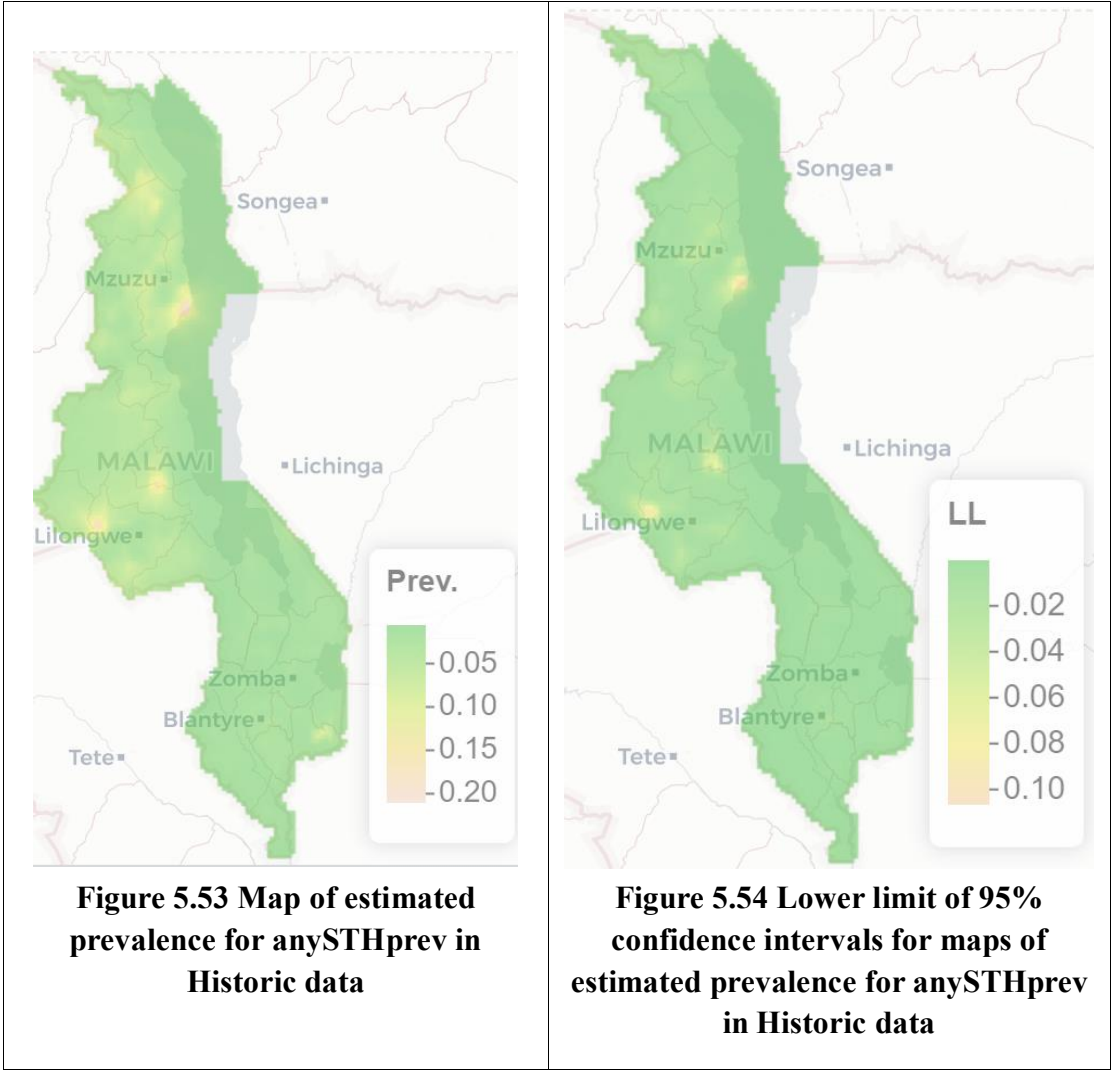 Songea
Mzuzu
MALAWI
Lichinga
Lilongwe
Prev.
0.05
0.10
0.15
0.20
Zomba
Blantyre
Tete
Figure 5.53 Map of estimated
prevalence for anySTHprev in
Historic data
Songea
Mzuzu
MALAWI
Lichinga
Lilongwe
LL
0.02
0.04
0.06
0.08
0.10
Zomba
Blantyre
Tete
Figure 5.54 Lower limit of 95%
confidence intervals for maps of
estimated prevalence for anySTHprev
in Historic data